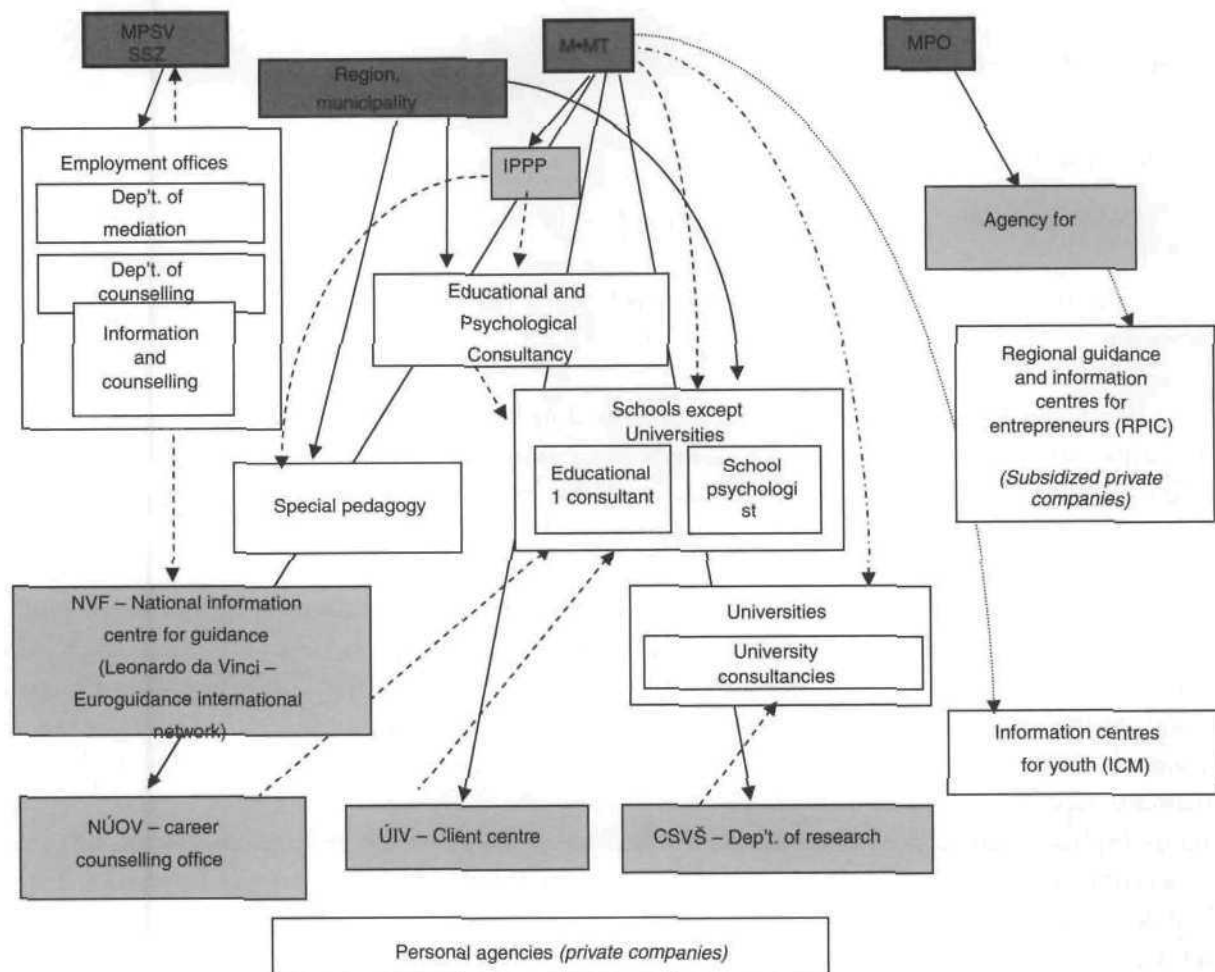 MPSV
SSZ
Region,
municipality
M•MT
MPO
IPPP
Employment offices
Dep't. of
mediation
Dep't. of
counselling
Information
and
counselling
Agency for
Educational and
Psychological
Consultancy
Regional guidance
and information
centres for
entrepreneurs (RPIC)
(Subsidized private
companies)
Schools except
Universities
Educational
1 consultant
School
psychologi
st
Special pedagogy
NVF – National information
centre for guidance
(Leonardo da Vinci –
Euroguidance international
network)
Universities
University
consultancies
Information centres
for youth (ICM)
NÚOV – career
counselling office
ÚIV – Client centre
CSVŠ – Dep't. of research
Personal agencies (private companies)